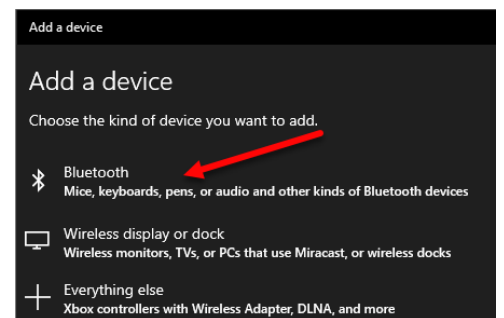 Add a device
Add a device
Choose the kind of device you want to add.
Bluetooth
Mice, keyboards, pens, or audio and other kinds of Bluetooth devices
Wireless display or dock
Wireless monitors, TVs, or PCs that use Miracast, or wireless docks
Everything else
Xbox controllers with Wireless Adapter, DLNA, and more